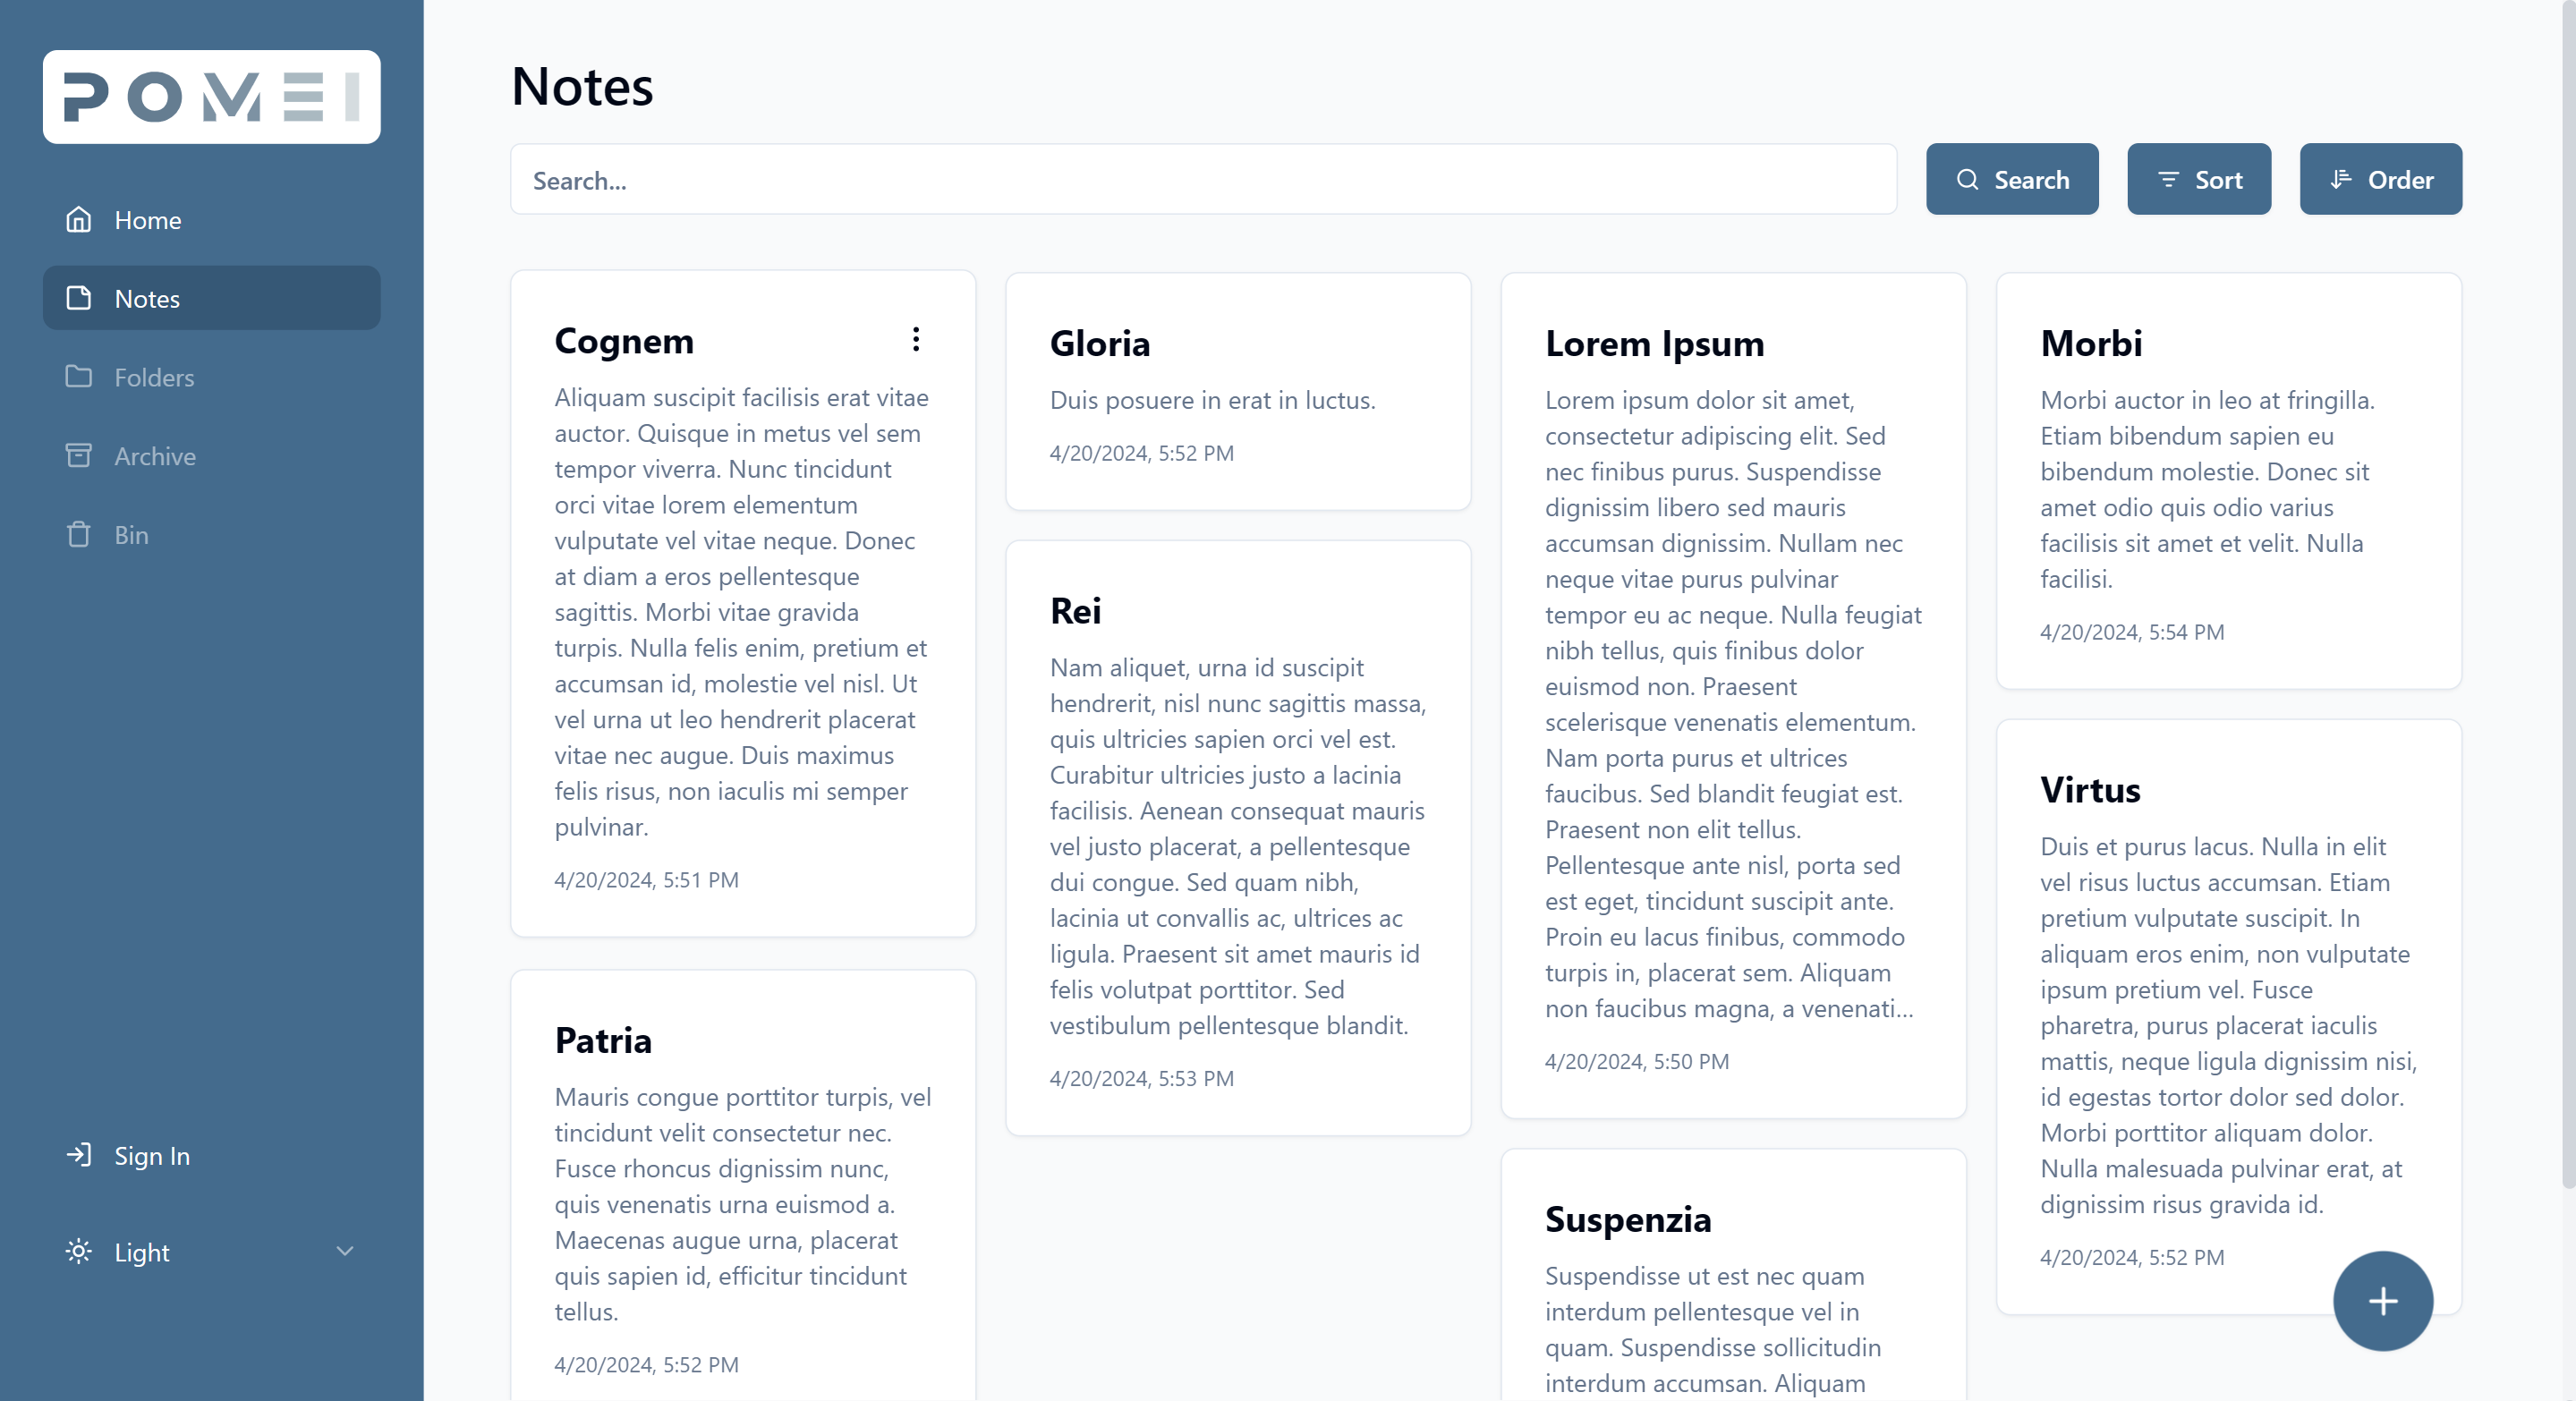 POMEI
Home
Notes
Folders
Archive
Bin
Sign In
Light
Notes
Search...
Search
Sort
Order
Cognem
Aliquam suscipit facilisis erat vitae
auctor. Quisque in metus vel sem
tempor viverra. Nunc tincidunt
orci vitae lorem elementum
vulputate vel vitae neque. Donec
at diam a eros pellentesque
sagittis. Morbi vitae gravida
turpis. Nulla felis enim, pretium et
accumsan id, molestie vel nisl. Ut
vel urna ut leo hendrerit placerat
vitae nec augue. Duis maximus
felis risus, non iaculis mi semper
pulvinar.
4/20/2024, 5:51 PM
Patria
Mauris congue porttitor turpis, vel
tincidunt velit consectetur nec.
Fusce rhoncus dignissim nunc,
quis venenatis urna euismod a.
Maecenas augue urna, placerat
quis sapien id, efficitur tincidunt
tellus.
4/20/2024, 5:52 PM
Gloria
Duis posuere in erat in luctus.
4/20/2024, 5:52 PM
Rei
Nam aliquet, urna id suscipit
hendrerit, nisl nunc sagittis massa,
quis ultricies sapien orci vel est.
Curabitur ultricies justo a lacinia
facilisis. Aenean consequat mauris
vel justo placerat, a pellentesque
dui congue. Sed quam nibh,
lacinia ut convallis ac, ultrices ac
ligula. Praesent sit amet mauris id
felis volutpat porttitor. Sed
vestibulum pellentesque blandit.
4/20/2024, 5:53 PM
Lorem Ipsum
Lorem ipsum dolor sit amet,
consectetur adipiscing elit. Sed
nec finibus purus. Suspendisse
dignissim libero sed mauris
accumsan dignissim. Nullam nec
neque vitae purus pulvinar
tempor eu ac neque. Nulla feugiat
nibh tellus, quis finibus dolor
euismod non. Praesent
scelerisque venenatis elementum.
Nam porta purus et ultrices
faucibus. Sed blandit feugiat est.
Praesent non elit tellus.
Pellentesque ante nisl, porta sed
est eget, tincidunt suscipit ante.
Proin eu lacus finibus, commodo
turpis in, placerat sem. Aliquam
non faucibus magna, a venenati...
4/20/2024, 5:50 PM
Suspenzia
Suspendisse ut est nec quam
interdum pellentesque vel in
quam. Suspendisse sollicitudin
interdum accumsan. Aliquam
Morbi
Morbi auctor in leo at fringilla.
Etiam bibendum sapien eu
bibendum molestie. Donec sit
amet odio quis odio varius
facilisis sit amet et velit. Nulla
facilisi.
4/20/2024, 5:54 PM
Virtus
Duis et purus lacus. Nulla in elit
vel risus luctus accumsan. Etiam
pretium vulputate suscipit. In
aliquam eros enim, non vulputate
ipsum pretium vel. Fusce
pharetra, purus placerat iaculis
mattis, neque ligula dignissim nisi,
id egestas tortor dolor sed dolor.
Morbi porttitor aliquam dolor.
Nulla malesuada pulvinar erat, at
dignissim risus gravida id.
4/20/2024, 5:52 PM